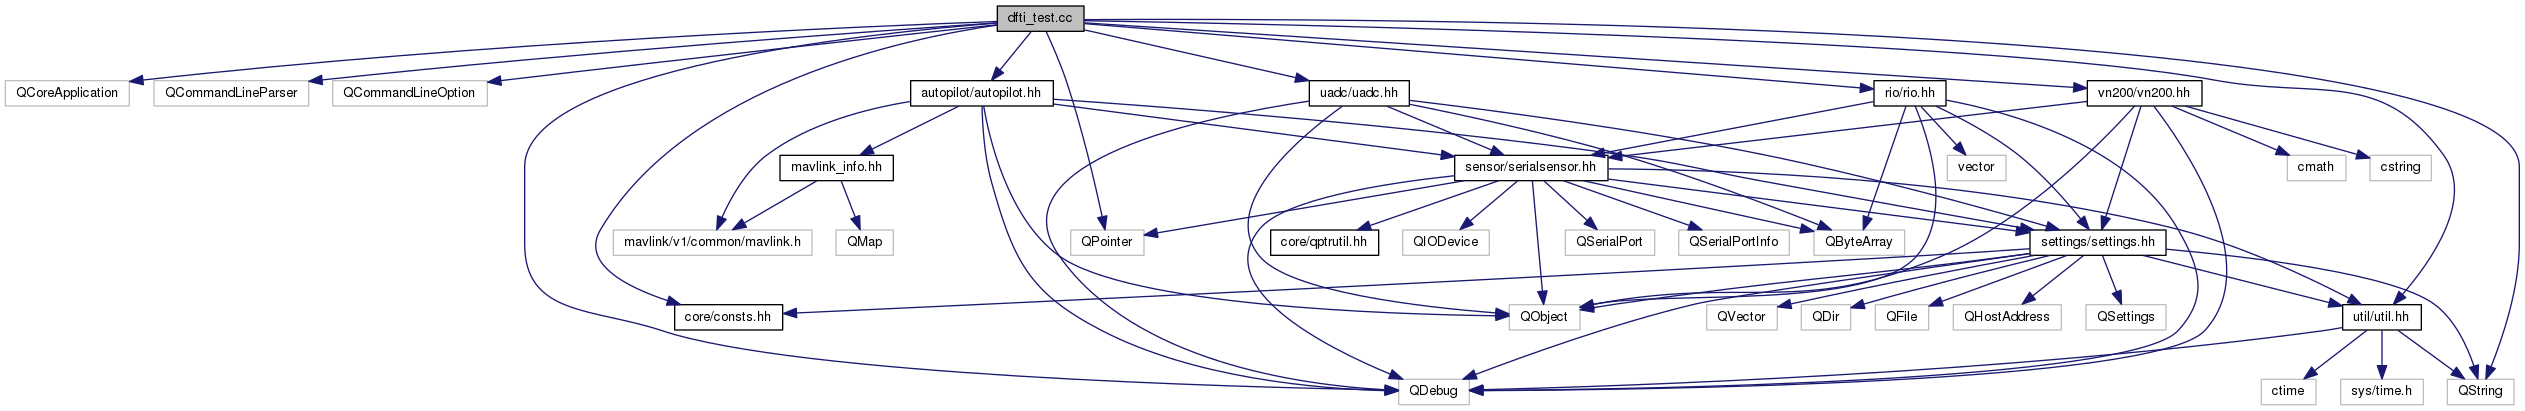 dfti_test.cc
QCoreApplication
QCommandLineParser
QCommandLineOption
autopilot/autopilot.hh
uadc/uadc.hh
rio/rio.hh
vn200/vn200.hh
mavlink_info.hh
sensor/serialsensor.hh
vector
cmath
cstring
mavlink/v1/common/mavlink.h
QMap
QPointer
core/qptrutil.hh
QIODevice
QSerialPort
QSerialPortInfo
QByteArray
settings/settings.hh
core/consts.hh
QObject
QVector
QDir
QFile
QHostAddress
QSettings
util/util.hh
QDebug
ctime
sys/time.h
QString